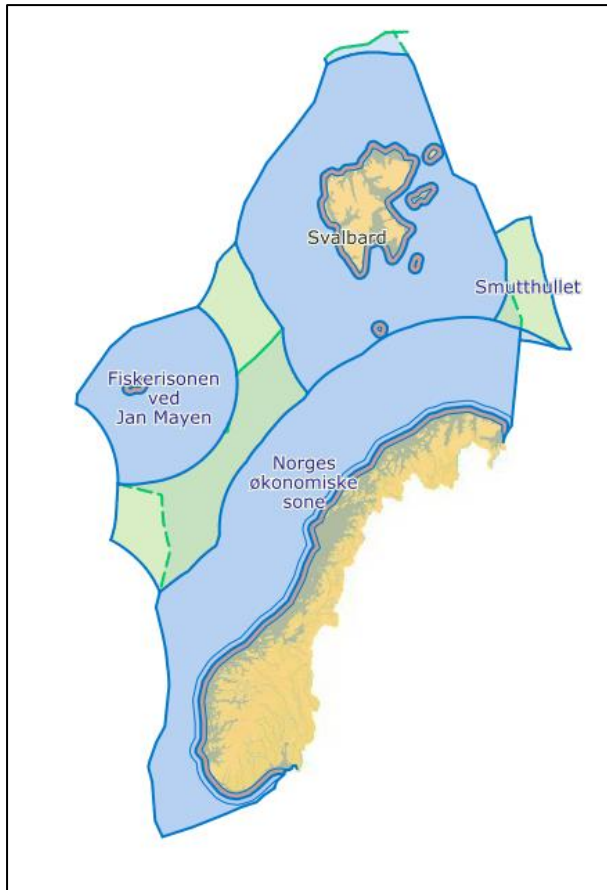 Svalbard
Smutthullet
Fiskerisonen
ved
Jan Mayen
Norges
økonomiske
sone